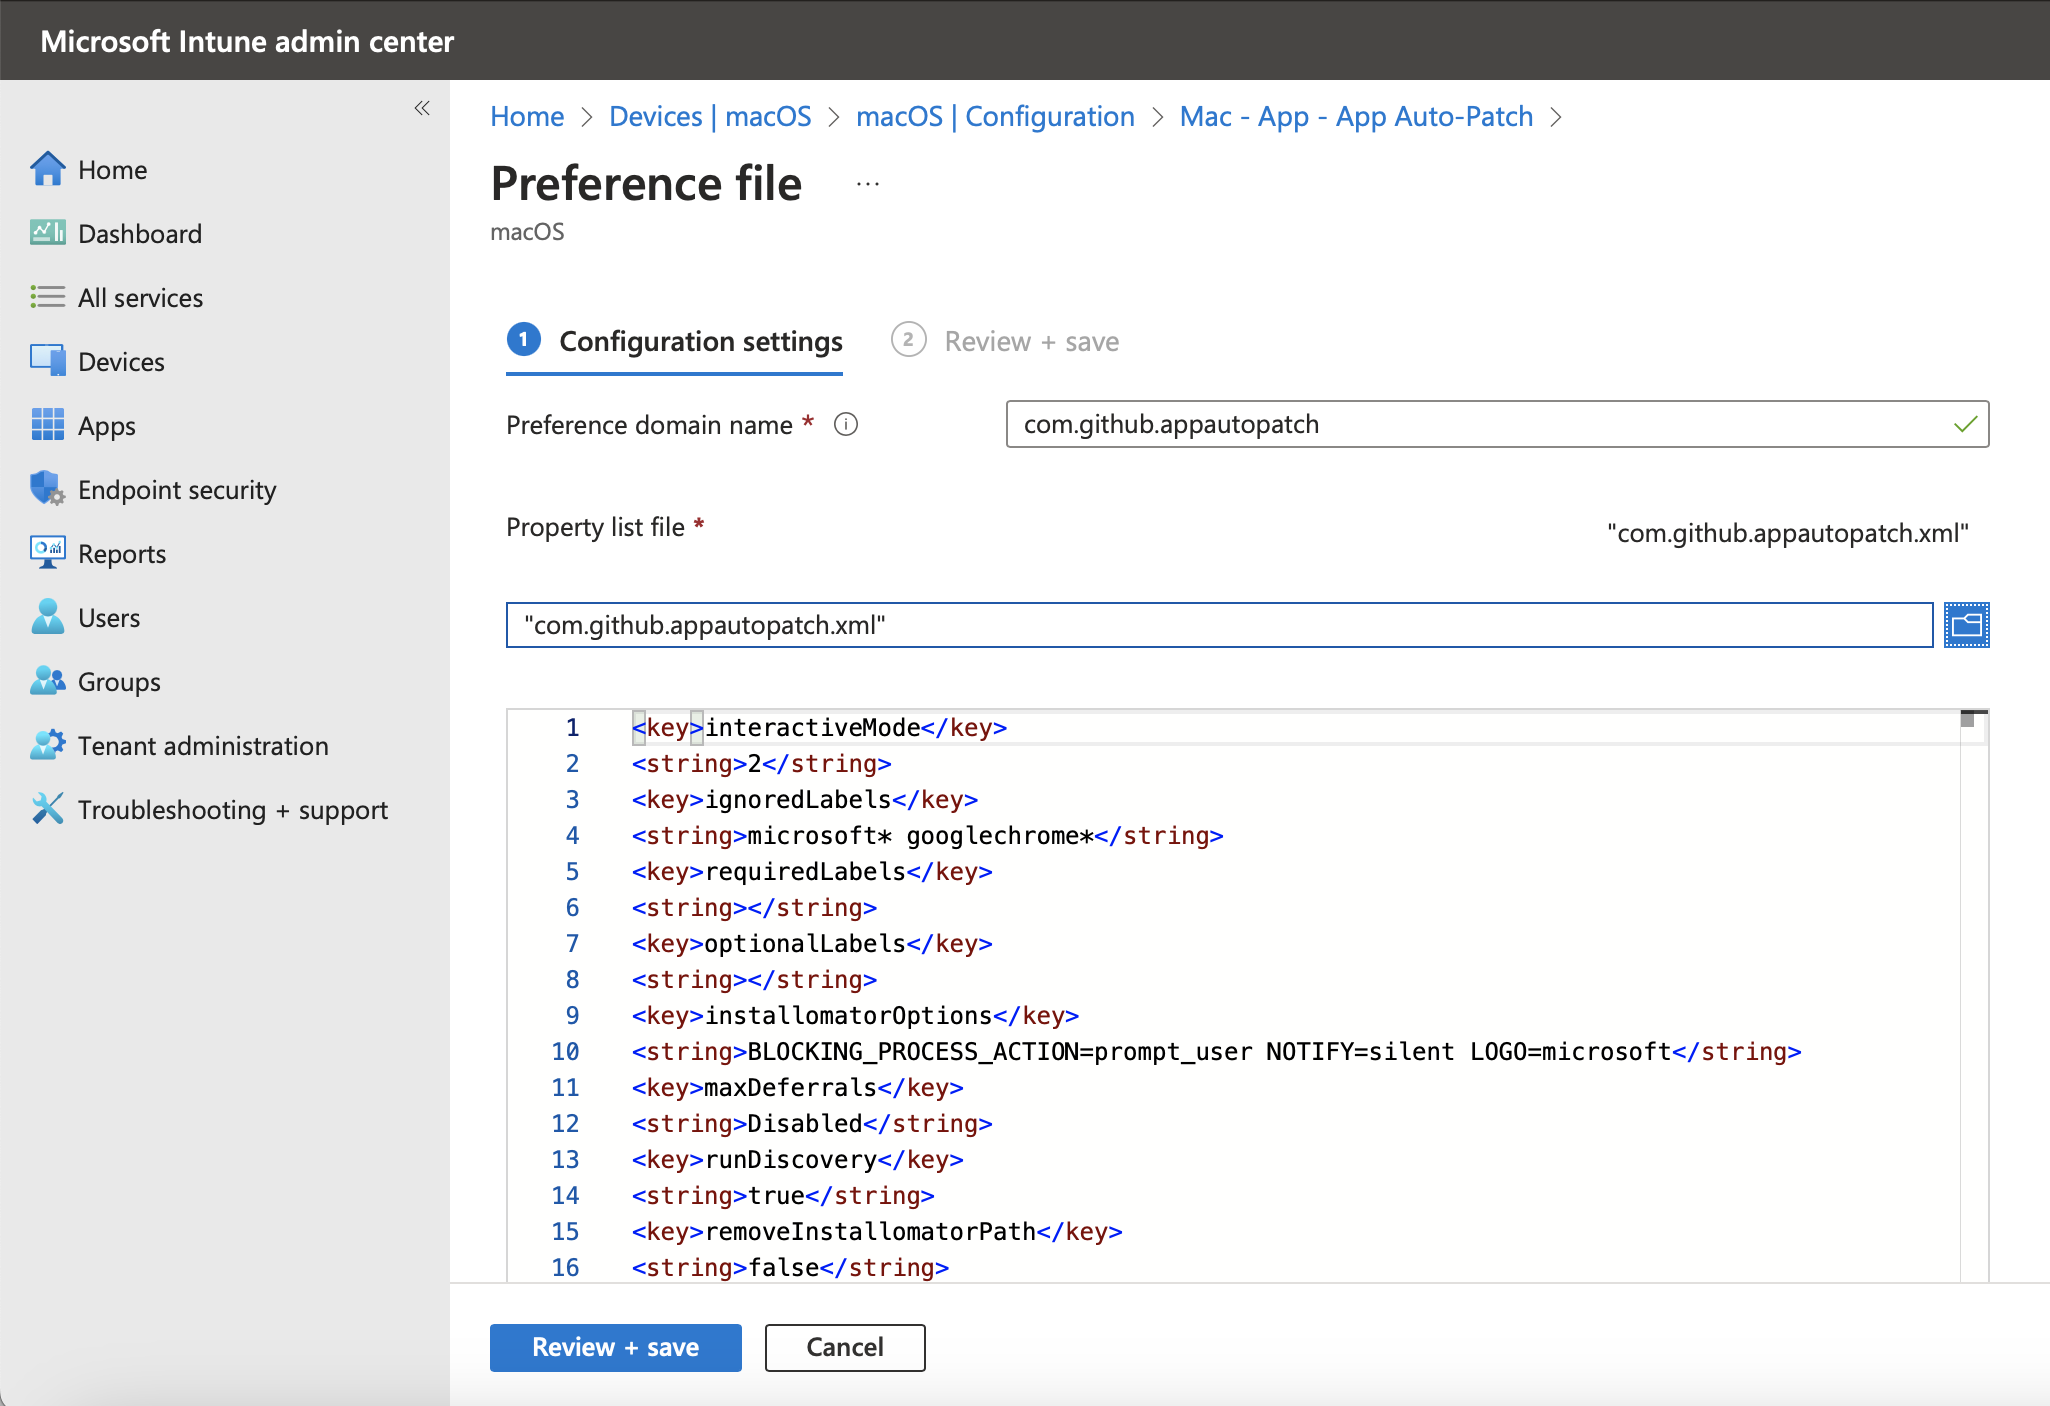 Microsoft Intune admin center
«
Home
Dashboard
All services
Devices
Apps
Endpoint security
Reports
Users
Groups
Tenant administration
Troubleshooting + support
Home > Devices | macOS > macOS | Configuration > Mac - App - App Auto-Patch >
Preference file ...
macOS
1 Configuration settings 2 Review + save
Preference domain name * com.github.appautopatch
Property list file * "com.github.appautopatch.xml"
"com.github.appautopatch.xml"
1 <key>interactiveMode</key>
2 <string>2</string>
3 <key>ignoredLabels</key>
4 <string>microsoft* googlechrome*</string>
5 <key>requiredLabels</key>
6 <string></string>
7 <key>optionalLabels</key>
8 <string></string>
9 <key>installomatorOptions</key>
10 <string>BLOCKING_PROCESS_ACTION=prompt_user NOTIFY=silent LOGO=microsoft</string>
11 <key>maxDeferrals</key>
12 <string>Disabled</string>
13 <key>runDiscovery</key>
14 <string>true</string>
15 <key>removeInstallomatorPath</key>
16 <string>false</string>
Review + save Cancel